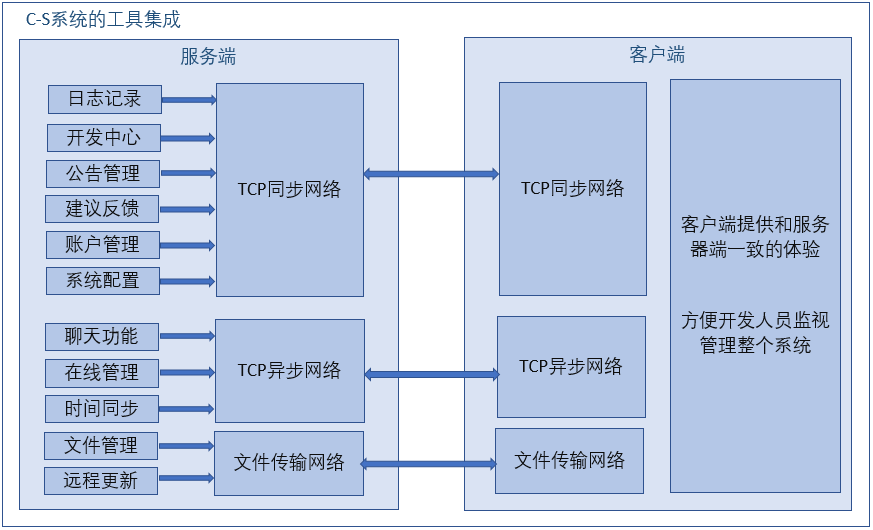 C-S系统的工具集成
服务端
日志记录
开发中心
公告管理
建议反馈
账户管理
系统配置
TCP同步网络
聊天功能
在线管理
时间同步
TCP异步网络
文件管理
远程更新
文件传输网络
客户端
TCP同步网络
TCP异步网络
文件传输网络
客户端提供和服务
器端一致的体验
方便开发人员监视
管理整个系统